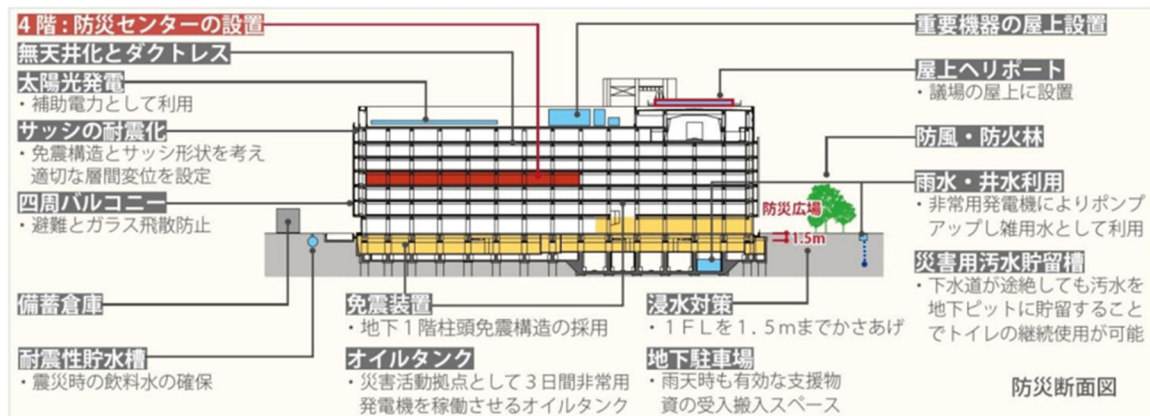 4階:防災センターの設置
無天井化とダクトレス
太陽光発電
・補助電力として利用
サッシの耐震化
・免震構造とサッシ形状を考え
適切な層間変位を設定
四周バルコニー
・避難とガラス飛散防止
備蓄倉庫
耐震性貯水槽
・震災時の飲料水の確保
免震装置
・地下1階柱頭免震構造の採用
オイルタンク
・災害活動拠点として3日間非常用
発電機を稼働させるオイルタンク
浸水対策
・1FLを1.5mまでかさあげ
地下駐車場
・雨天時も有効な支援物
資の受入搬入スペース
防災広場
1.5m
重要機器の屋上設置
屋上ヘリポート
・議場の屋上に設置
防風・防火林
雨水・井水利用
・非常用発電機によりポンプ
アップし雑用水として利用
災害用汚水貯留槽
・下水道が途絶しても汚水を
地下ピットに貯留すること
でトイレの継続使用が可能
防災断面図